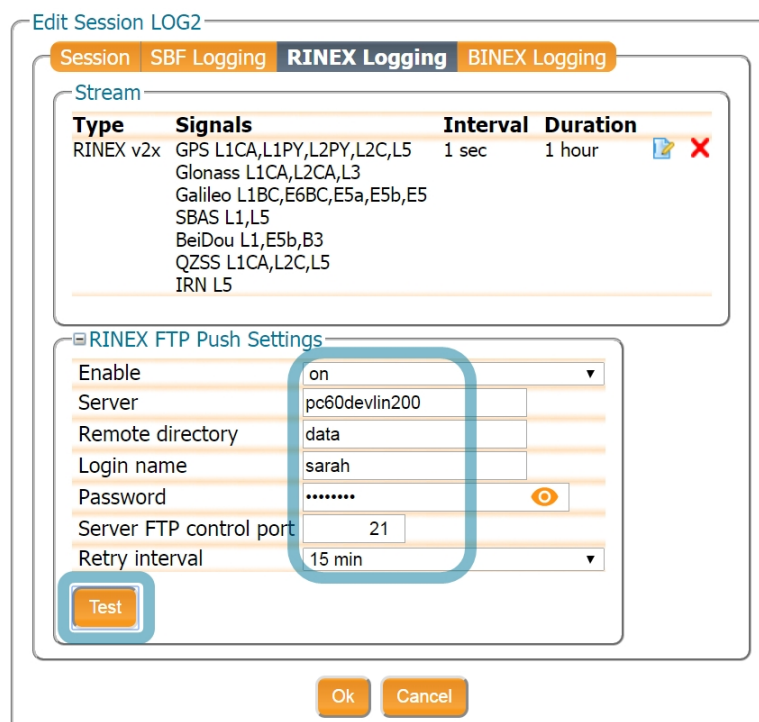 Edit Session LOG2
Session SBF Logging RINEX Logging BINEX Logging
Stream
Type Signals Interval Duration
RINEX v2x GPS L1CA,L1PY,L2PY,L2C,L5 1 sec 1 hour
Glonass L1CA,L2CA,L3
Galileo L1BC,E6BC,E5a,E5b,E5
SBAS L1,L5
BeiDou L1,E5b,B3
QZSS L1CA,L2C,L5
IRN L5
RINEX FTP Push Settings
Enable on
Server pc60devlin200
Remote directory data
Login name sarah
Password ••••••••
Server FTP control port 21
Retry interval 15 min
Test
Ok Cancel